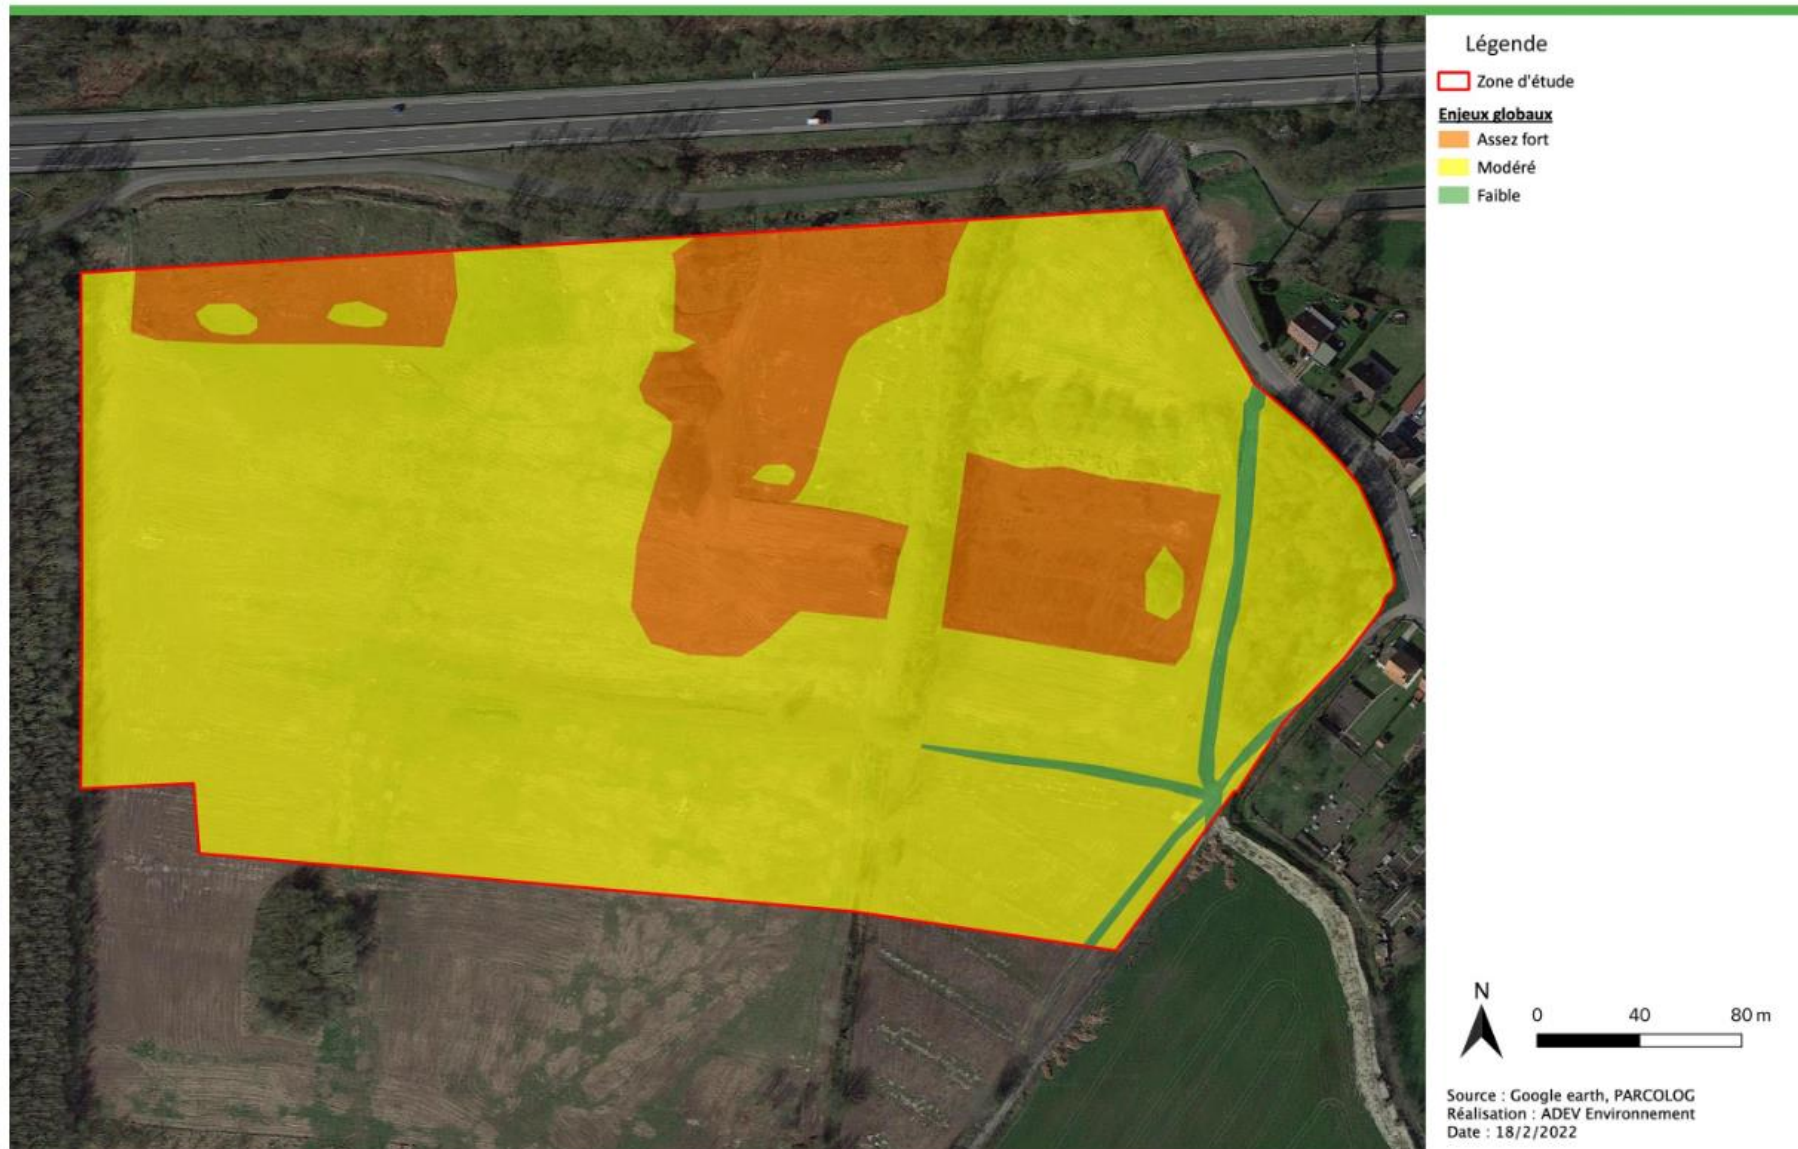 Légende
Zone d'étude
Enjeux globaux
Assez fort
Modéré
Faible
N
0 40 80 m
Source : Google earth, PARCOLOG
Réalisation : ADEV Environnement
Date : 18/2/2022